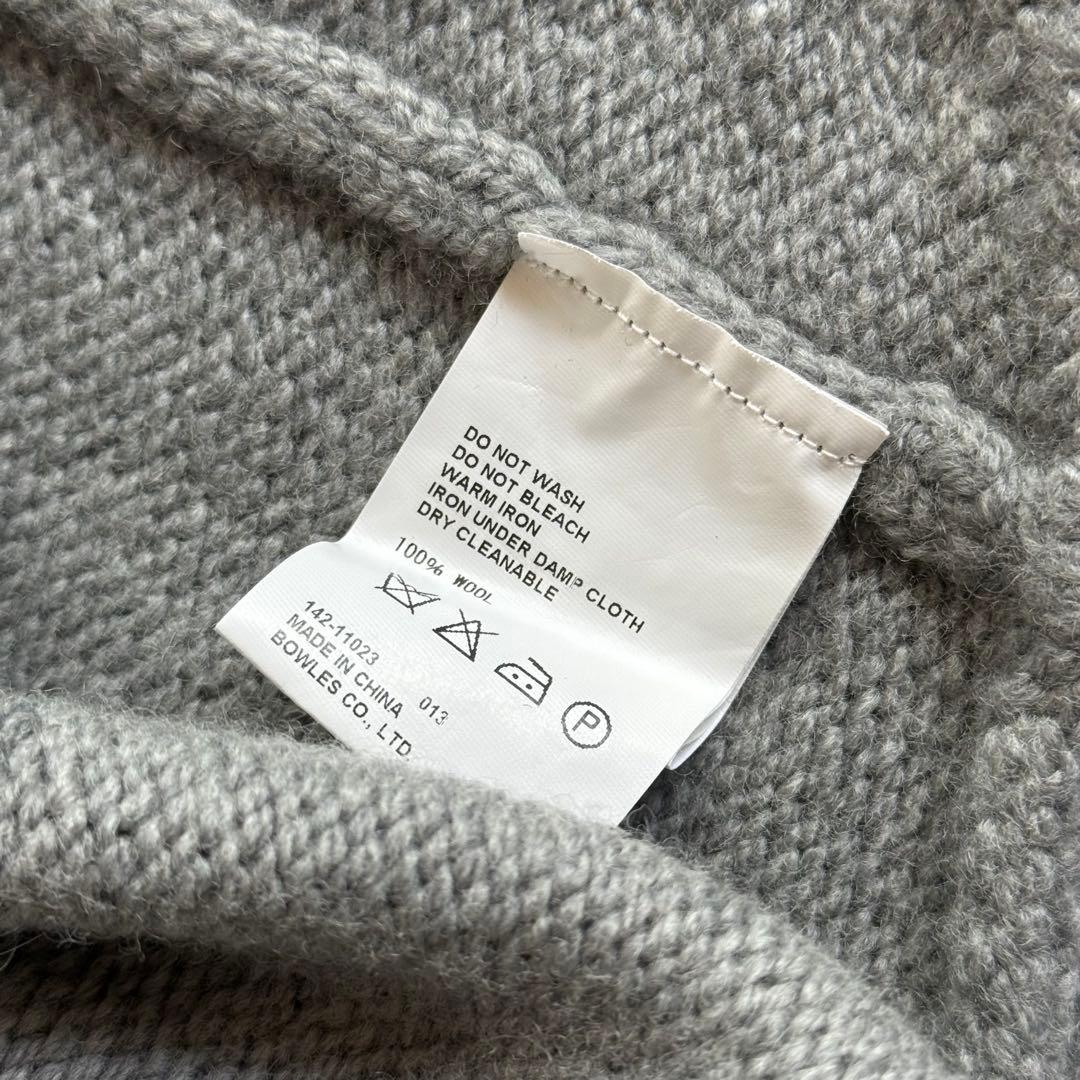 DO NOT WASH
DO NOT BLEACH
WARM IRON
IRON UNDER DAMP CLOTH
DRY CLEANABLE
100% WOOL
P
142-11023
MADE IN CHINA 013
BOWLES CO., LTD.